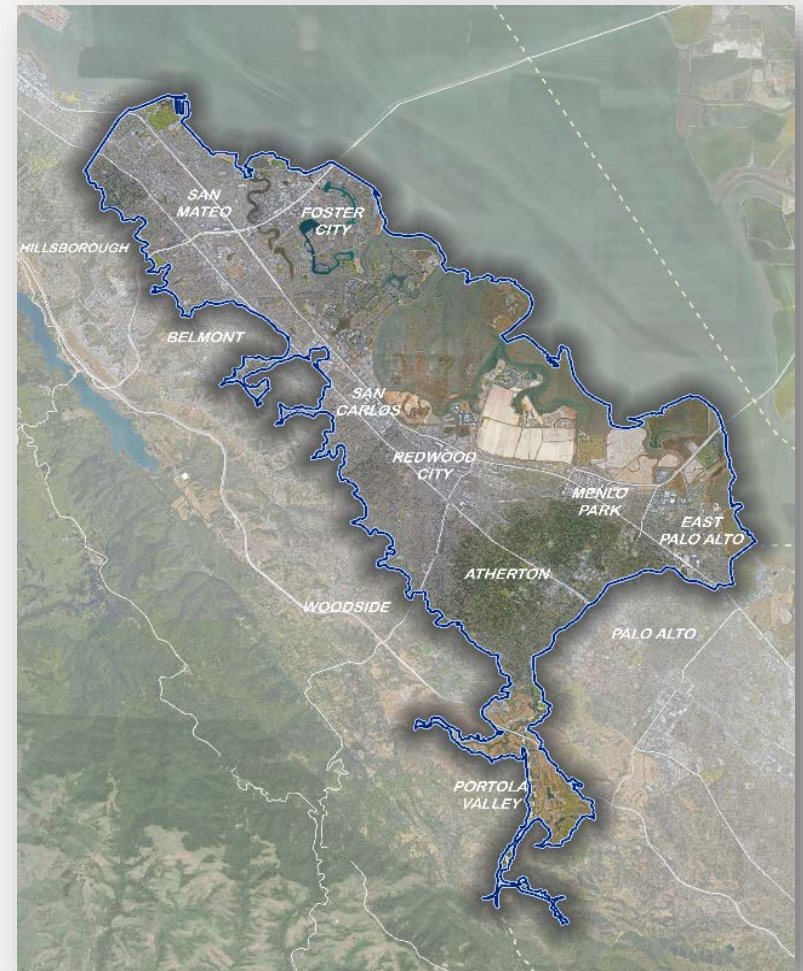 SAN
MATEO
FOSTER
CITY
HILLSBOROUGH
BELMONT
SAN
CARLOS
REDWOOD
CITY
MENLO
PARK
EAST
PALO ALTO
ATHERTON
WOODSIDE
PALO ALTO
PORTOLA
VALLEY